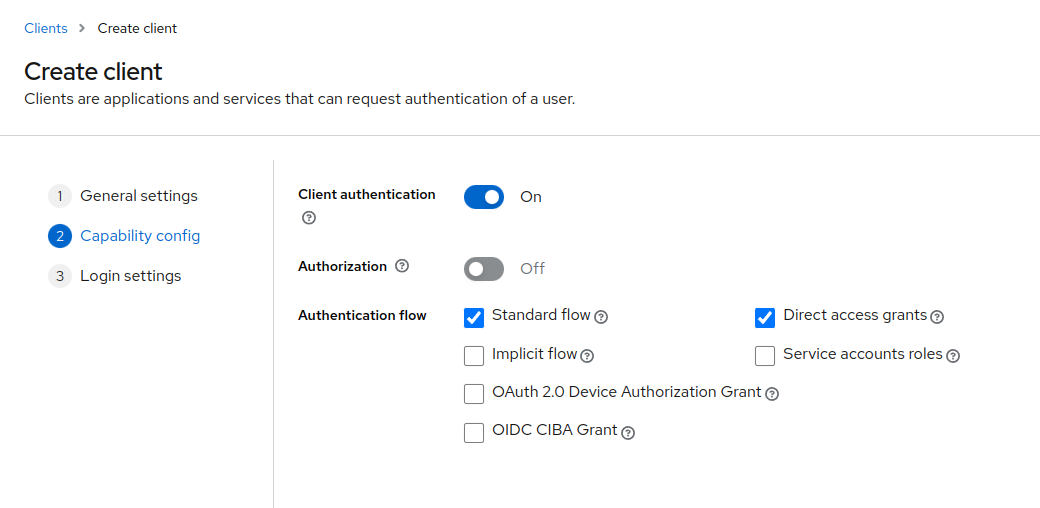 Clients > Create client
Create client
Clients are applications and services that can request authentication of a user.
1 General settings
2 Capability config
3 Login settings
Client authentication ? On
Authorization ? Off
Authentication flow
Standard flow ? Direct access grants ?
Implicit flow ? Service accounts roles ?
OAuth 2.0 Device Authorization Grant ?
OIDC CIBA Grant ?